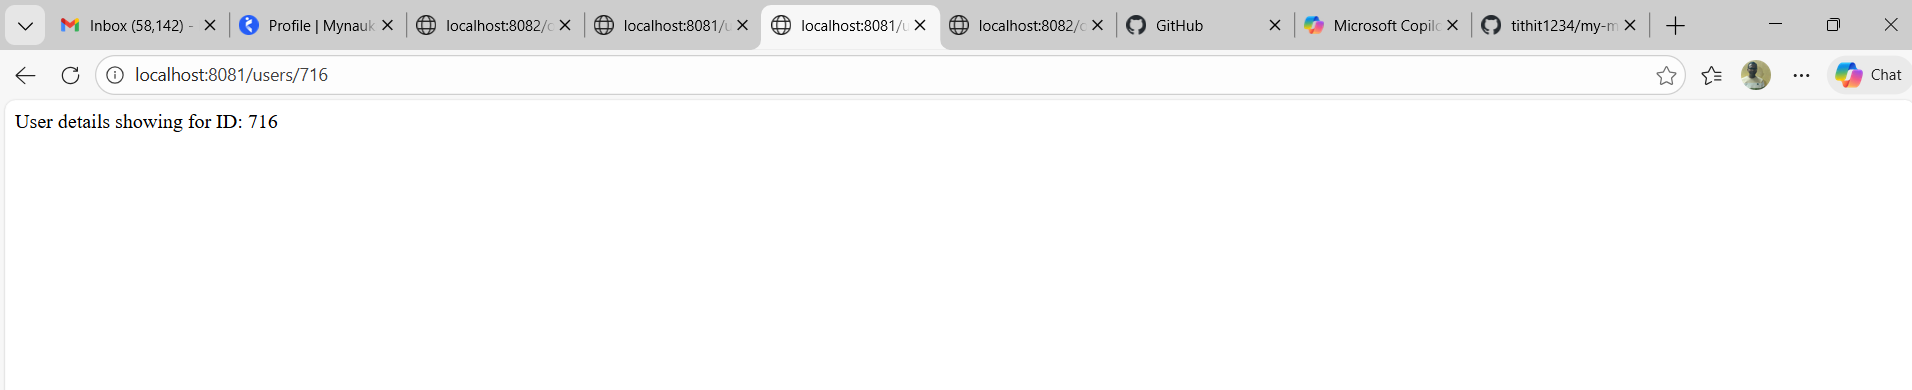 Inbox (58,142) -
Profile | Mynauk
localhost:8082/c
localhost:8081/u
localhost:8081/u
localhost:8082/c
GitHub
Microsoft Copilc
tithit1234/my-m
localhost:8081/users/716
Chat
User details showing for ID: 716